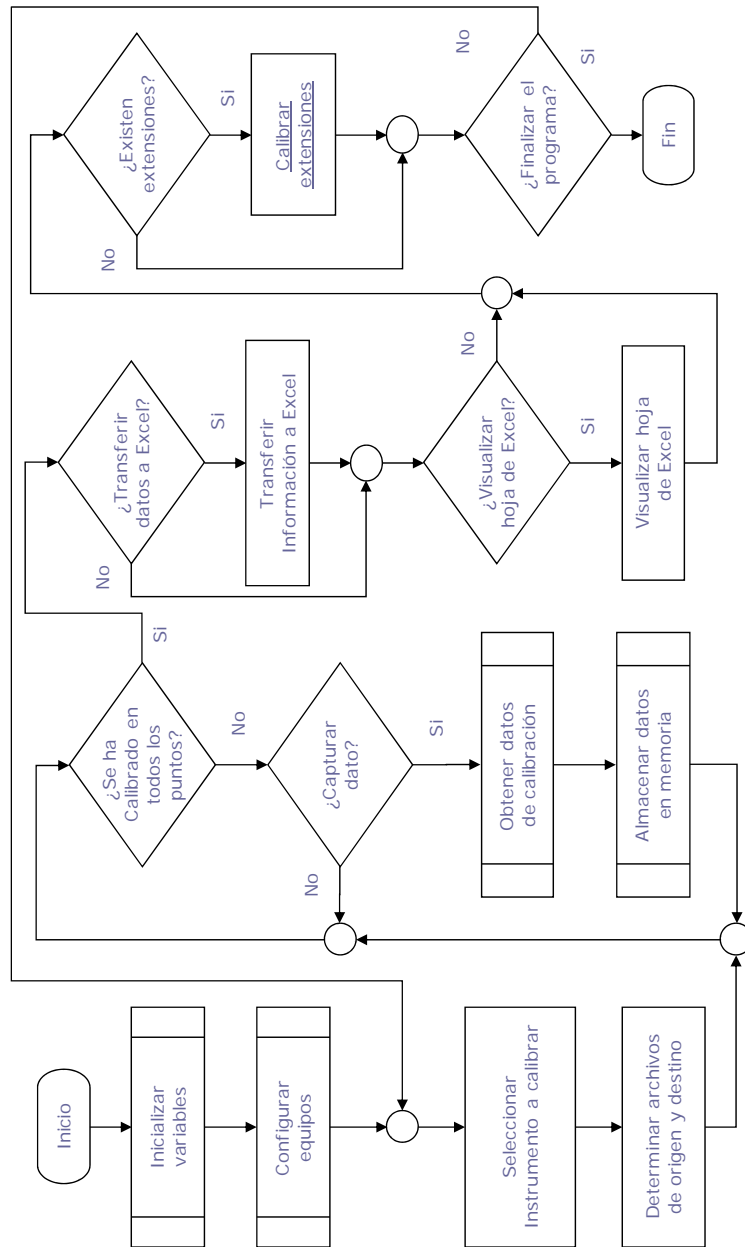 Inicio
Inicializar
variables
Configurar
equipos
Seleccionar
Instrumento a calibrar
Determinar archivos
de origen y destino
¿Se ha
Calibrado en
todos los
puntos?
Si
No
¿Capturar
dato?
No
Si
Obtener datos
de calibración
Almacenar datos
en memoria
¿Transferir
datos a Excel?
No
Si
Transferir
Información a Excel
¿Visualizar
hoja de Excel?
No
Si
Visualizar hoja
de Excel
¿Existen
extensiones?
No
Si
Calibrar
extensiones
¿Finalizar el
programa?
No
Si
Fin